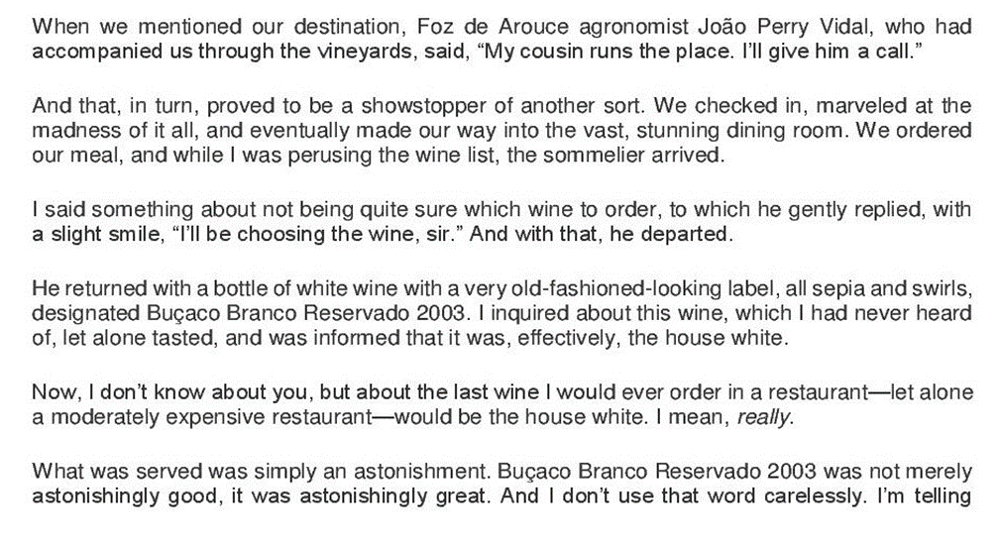 When we mentioned our destination, Foz de Arouce agronomist João Perry Vidal, who had
accompanied us through the vineyards, said, “My cousin runs the place. I’ll give him a call.”
And that, in turn, proved to be a showstopper of another sort. We checked in, marveled at the
madness of it all, and eventually made our way into the vast, stunning dining room. We ordered
our meal, and while I was perusing the wine list, the sommelier arrived.
I said something about not being quite sure which wine to order, to which he gently replied, with
a slight smile, “I’ll be choosing the wine, sir.” And with that, he departed.
He returned with a bottle of white wine with a very old-fashioned-looking label, all sepia and swirls,
designated Buçaco Branco Reservado 2003. I inquired about this wine, which I had never heard
of, let alone tasted, and was informed that it was, effectively, the house white.
Now, I don’t know about you, but about the last wine I would ever order in a restaurant—let alone
a moderately expensive restaurant—would be the house white. I mean, really.
What was served was simply an astonishment. Buçaco Branco Reservado 2003 was not merely
astonishingly good, it was astonishingly great. And I don’t use that word carelessly. I’m telling